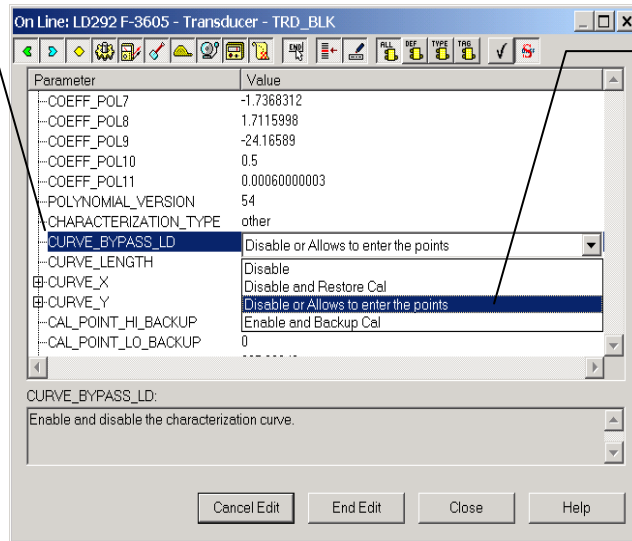 On Line: LD292 F-3605 - Transducer - TRD_BLK
ALL DEF TYPE TAG
Parameter Value
COEFF_POL7 -1.7368312
COEFF_POL8 1.7115998
COEFF_POL9 -24.16589
COEFF_POL10 0.5
COEFF_POL11 0.00060000003
POLYNOMIAL_VERSION 54
CHARACTERIZATION_TYPE other
CURVE_BYPASS_LD Disable or Allows to enter the points
CURVE_LENGTH
Disable
CURVE_X
Disable and Restore Cal
CURVE_Y
Disable or Allows to enter the points
CAL_POINT_HI_BACKUP
Enable and Backup Cal
CAL_POINT_LO_BACKUP 0
CURVE_BYPASS_LD:
Enable and disable the characterization curve.
Cancel Edit End Edit Close Help